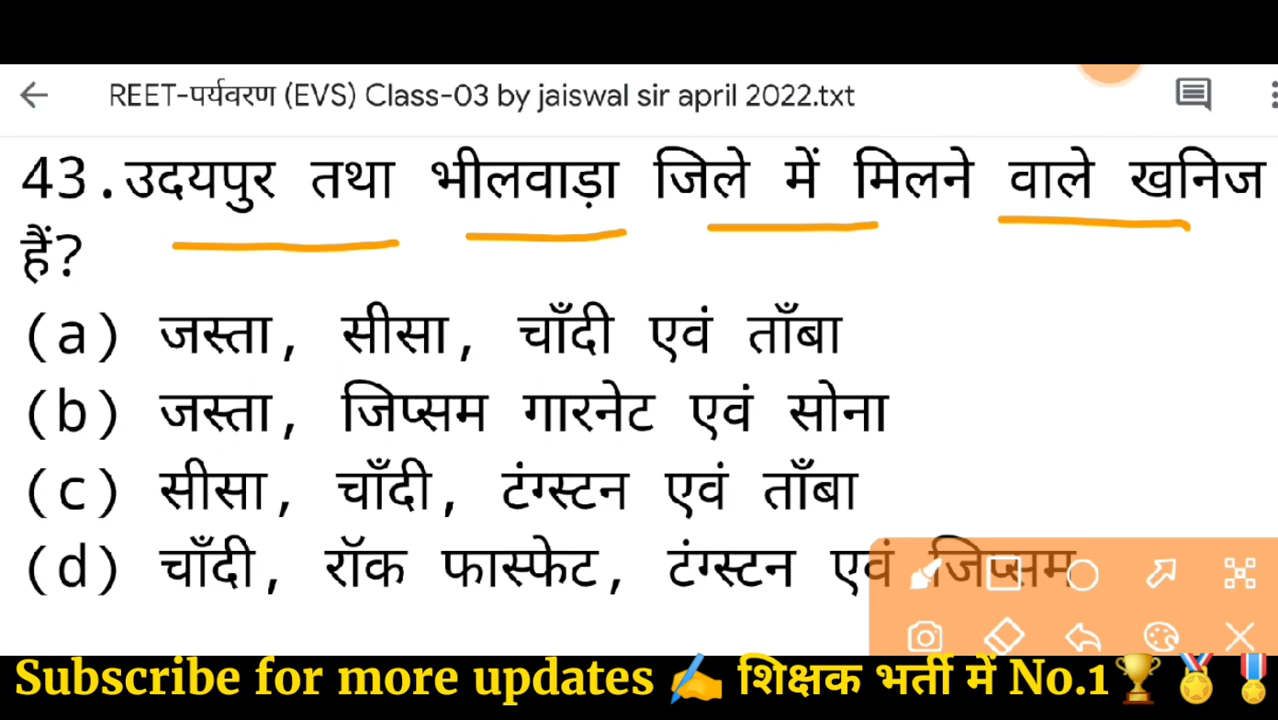 REET-पर्यवरण (EVS) Class-03 by jaiswal sir april 2022.txt
43.उदयपुर तथा भीलवाड़ा जिले में मिलने वाले खनिज
हैं?
(a) जस्ता, सीसा, चाँदी एवं ताँबा
(b) जस्ता, जिप्सम गारनेट एवं सोना
(c) सीसा, चाँदी, टंग्स्टन एवं ताँबा
(d) चाँदी, रॉक फास्फेट, टंग्स्टन एवं जिप्सम
Subscribe for more updates ✍️ शिक्षक भर्ती में No.1🏆🏅🎖️